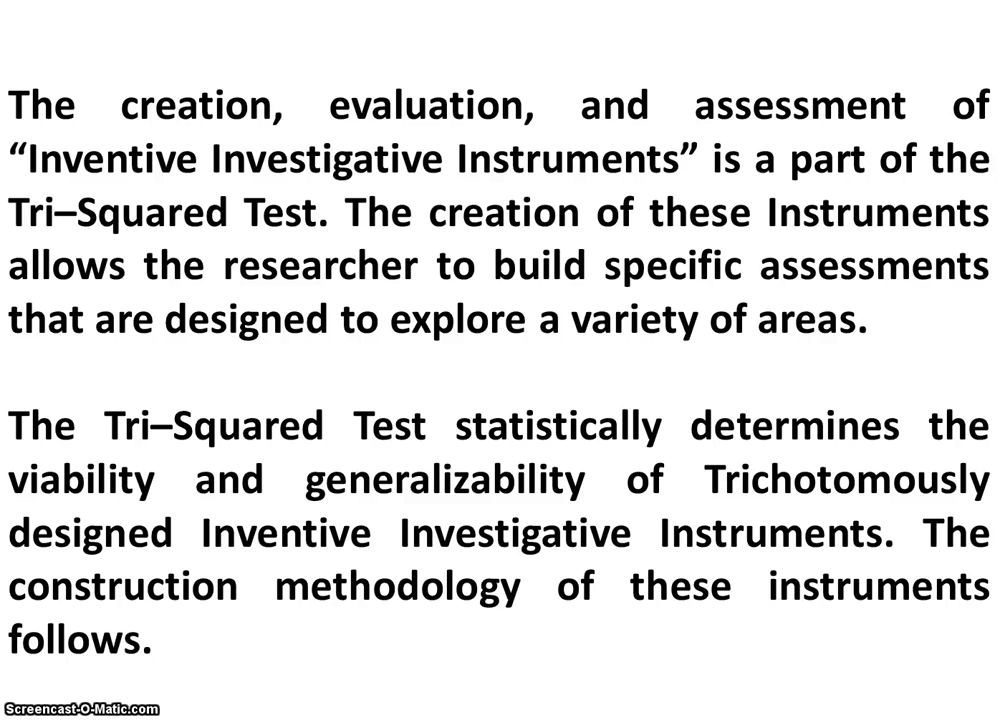 The creation, evaluation, and assessment of
“Inventive Investigative Instruments” is a part of the
Tri–Squared Test. The creation of these Instruments
allows the researcher to build specific assessments
that are designed to explore a variety of areas.
The Tri–Squared Test statistically determines the
viability and generalizability of Trichotomously
designed Inventive Investigative Instruments. The
construction methodology of these instruments
follows.
Screencast-O-Matic.com